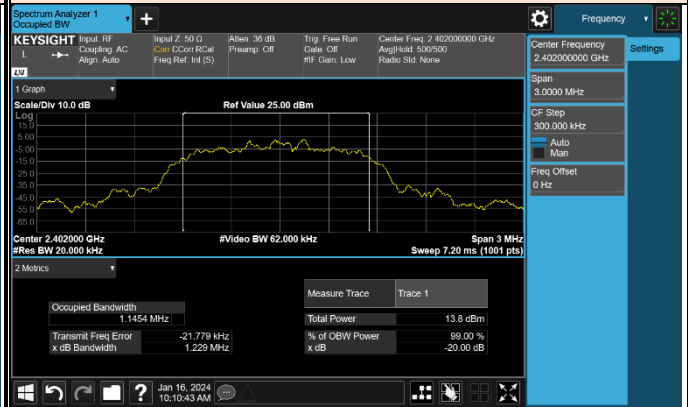 Spectrum Analyzer 1
Occupied BW
Frequency
KEYSIGHT
L
Input: RF
Coupling: AC
Align: Auto
Input Z: 50 Ω
Corr CCorr RCal
Freq Ref: Int (S)
Atten: 36 dB
Preamp: Off
Trig: Free Run
Gate: Off
#IF Gain: Low
Center Freq: 2.402000000 GHz
Avg|Hold: 500/500
Radio Std: None
LXI
Center Frequency
2.402000000 GHz
Settings
Span
3.0000 MHz
CF Step
300.000 kHz
Auto
Man
Freq Offset
0 Hz
1 Graph
Scale/Div 10.0 dB
Ref Value 25.00 dBm
Log
15.0
5.00
-5.00
-15.0
-25.0
-35.0
-45.0
-55.0
-65.0
Center 2.402000 GHz
#Video BW 62.000 kHz
Span 3 MHz
#Res BW 20.000 kHz
Sweep 7.20 ms (1001 pts)
2 Metrics
Measure Trace
Trace 1
Occupied Bandwidth
1.1454 MHz
Total Power
13.8 dBm
Transmit Freq Error
-21.779 kHz
% of OBW Power
99.00 %
x dB Bandwidth
1.229 MHz
x dB
-20.00 dB
?
Jan 16, 2024
10:10:43 AM